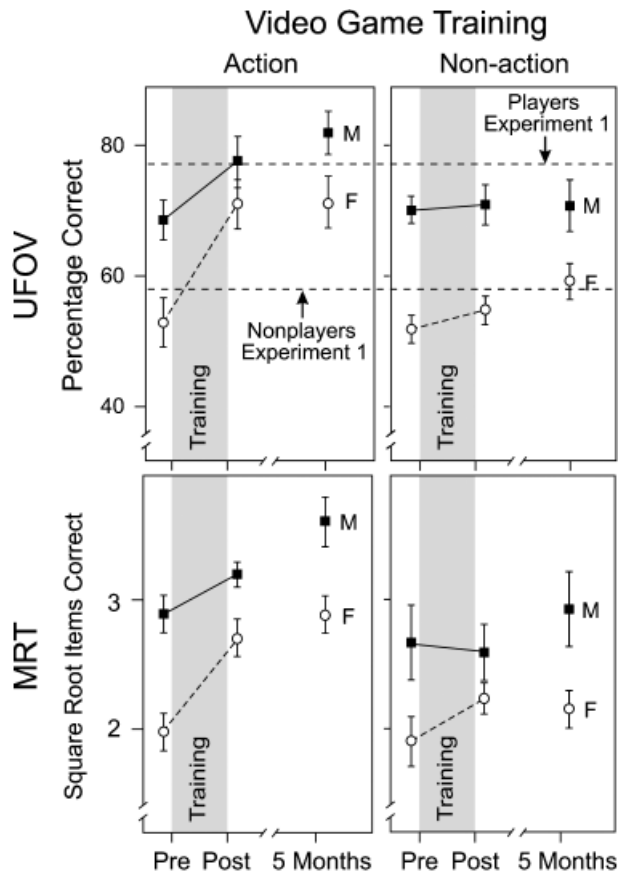 Video Game Training
Action
Non-action
UFOV
Percentage Correct
80
60
40
M
F
Nonplayers
Experiment 1
Training
Players
Experiment 1
M
F
Training
MRT
Square Root Items Correct
3
2
M
F
Training
M
F
Training
Pre Post 5 Months
Pre Post 5 Months